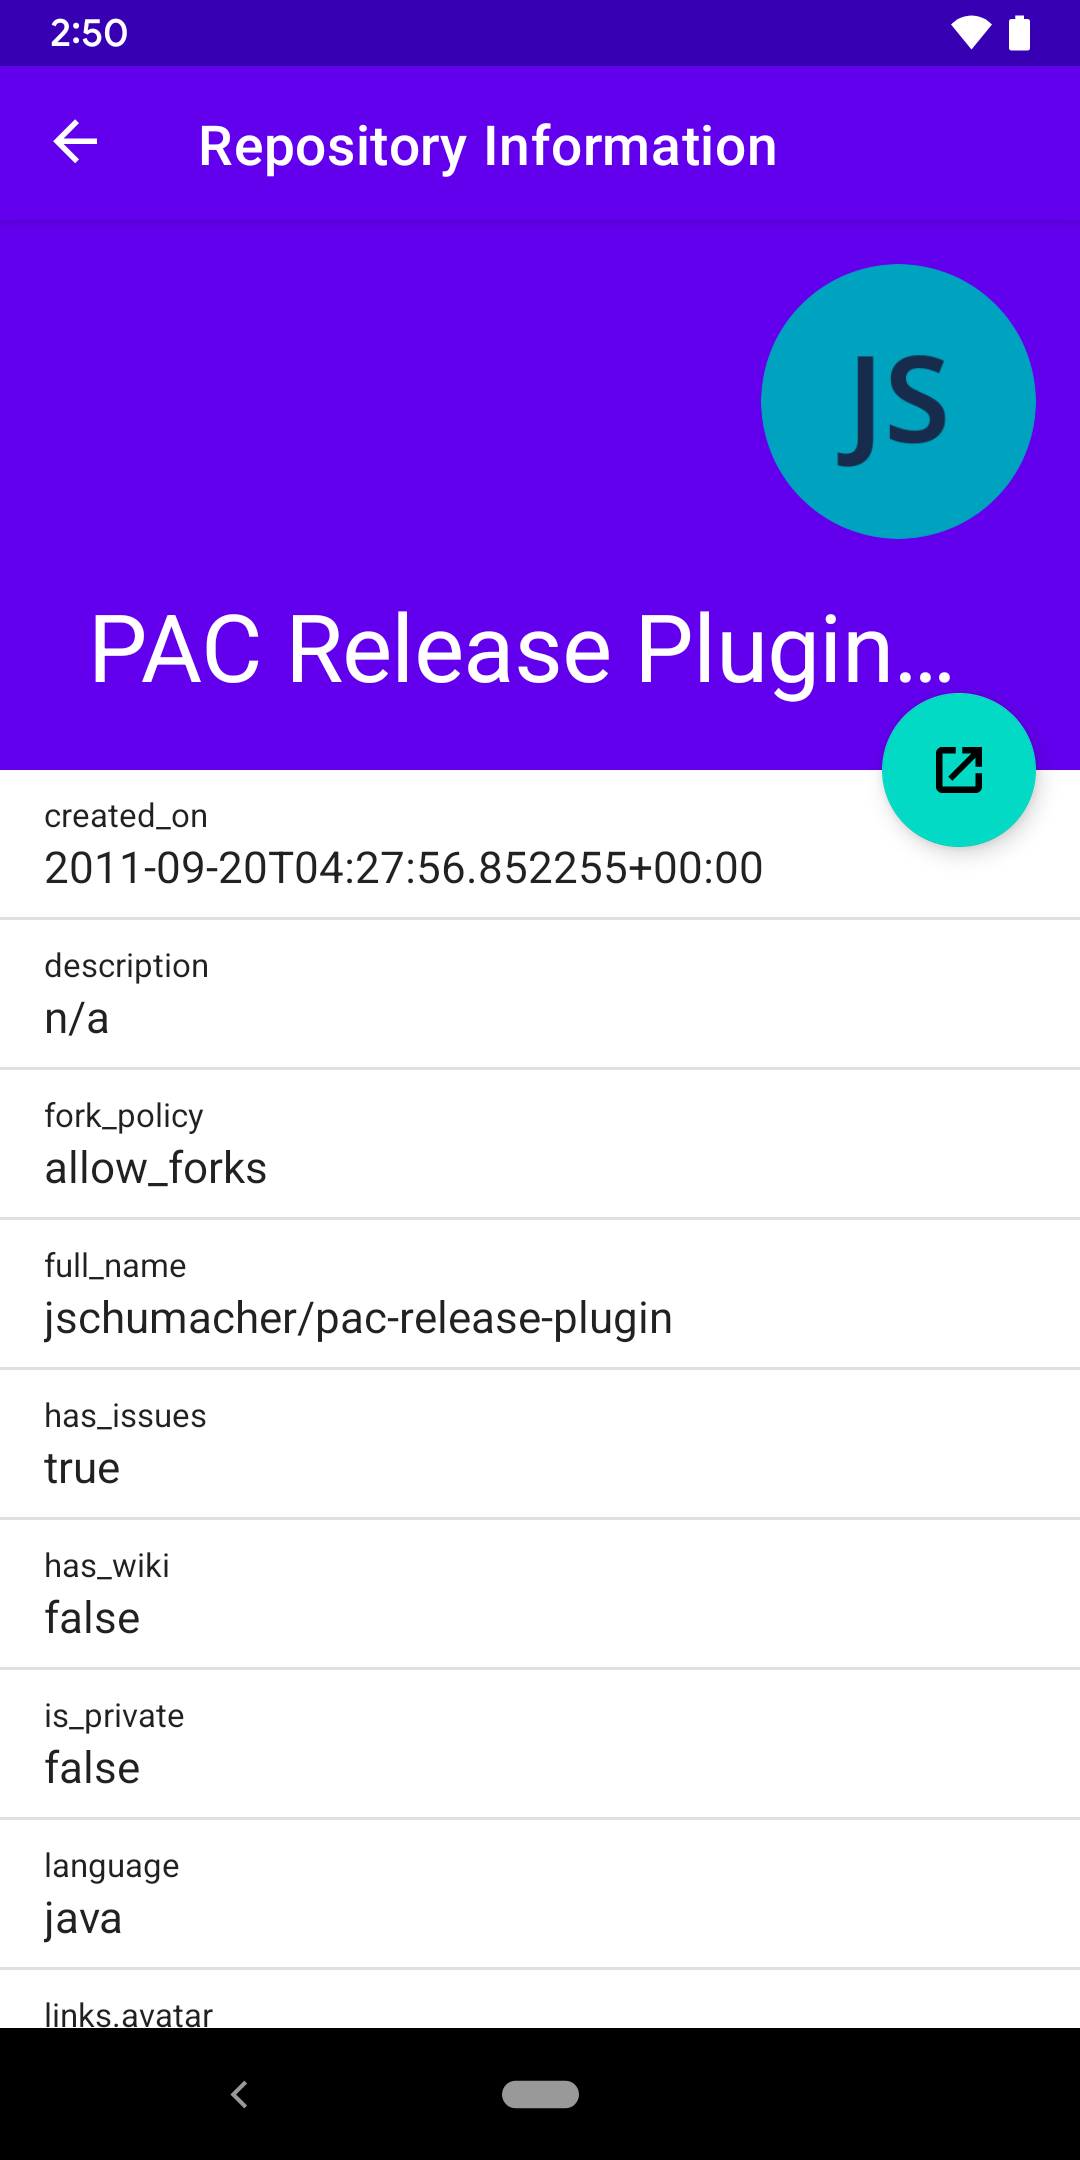 2:50
Repository Information
JS
PAC Release Plugin...
created_on
2011-09-20T04:27:56.852255+00:00
description
n/a
fork_policy
allow_forks
full_name
jschumacher/pac-release-plugin
has_issues
true
has_wiki
false
is_private
false
language
java
links.avatar